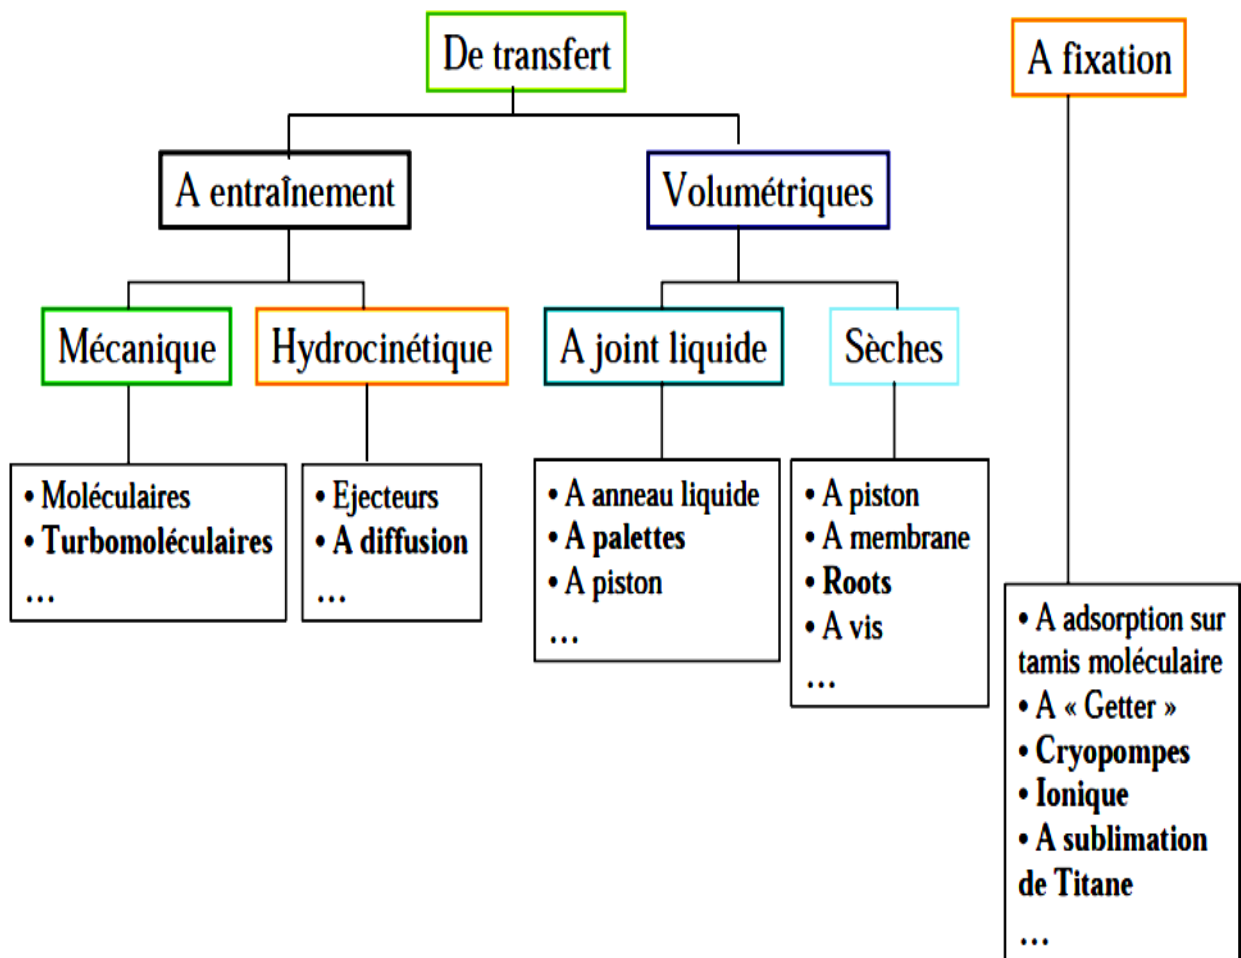 De transfert
A fixation
A entraînement
Volumétriques
Mécanique
Hydrocinétique
A joint liquide
Sèches
• Moléculaires
• Turbomoléculaires
...
• Ejecteurs
• A diffusion
...
• A anneau liquide
• A palettes
• A piston
...
• A piston
• A membrane
• Roots
• A vis
...
• A adsorption sur
tamis moléculaire
• A « Getter »
• Cryopompes
• Ionique
• A sublimation
de Titane
...